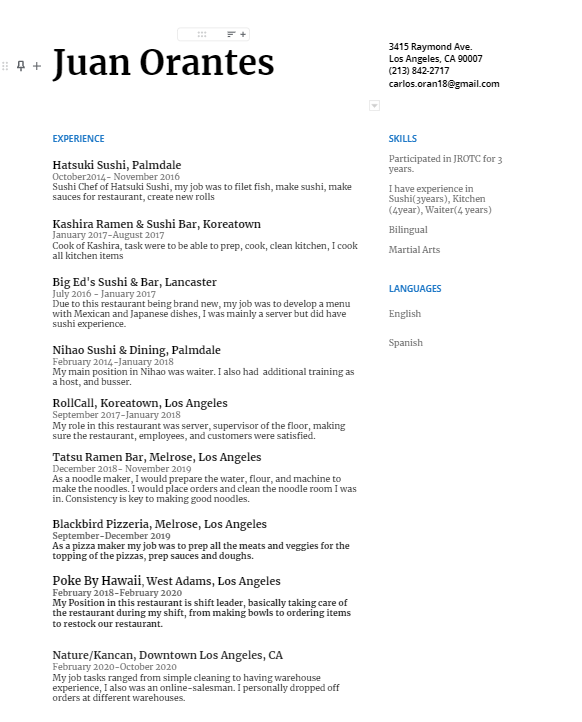 Juan Orantes
3415 Raymond Ave.
Los Angeles, CA 90007
(213) 842-2717
carlos.oran18@gmail.com
EXPERIENCE
Hatsuki Sushi, Palmdale
October2014- November 2016
Sushi Chef of Hatsuki Sushi, my job was to filet fish, make sushi, make
sauces for restaurant, create new rolls
Kashira Ramen & Sushi Bar, Koreatown
January 2017-August 2017
Cook of Kashira, task were to be able to prep, cook, clean kitchen, I cook
all kitchen items
Big Ed's Sushi & Bar, Lancaster
July 2016 - January 2017
Due to this restaurant being brand new, my job was to develop a menu
with Mexican and Japanese dishes, I was mainly a server but did have
sushi experience.
Nihao Sushi & Dining, Palmdale
February 2014-January 2018
My main position in Nihao was waiter. I also had additional training as
a host, and busser.
RollCall, Koreatown, Los Angeles
September 2017-January 2018
My role in this restaurant was server, supervisor of the floor, making
sure the restaurant, employees, and customers were satisfied.
Tatsu Ramen Bar, Melrose, Los Angeles
December 2018- November 2019
As a noodle maker, I would prepare the water, flour, and machine to
make the noodles. I would place orders and clean the noodle room I was
in. Consistency is key to making good noodles.
Blackbird Pizzeria, Melrose, Los Angeles
September-December 2019
As a pizza maker my job was to prep all the meats and veggies for the
topping of the pizzas, prep sauces and doughs.
Poke By Hawaii, West Adams, Los Angeles
February 2018-February 2020
My Position in this restaurant is shift leader, basically taking care of
the restaurant during my shift, from making bowls to ordering items
to restock our restaurant.
Nature/Kancan, Downtown Los Angeles, CA
February 2020-October 2020
My job tasks ranged from simple cleaning to having warehouse
experience, I also was an online-salesman. I personally dropped off
orders at different warehouses.
SKILLS
Participated in JROTC for 3
years.
I have experience in
Sushi(3years), Kitchen
(4year), Waiter(4 years)
Bilingual
Martial Arts
LANGUAGES
English
Spanish